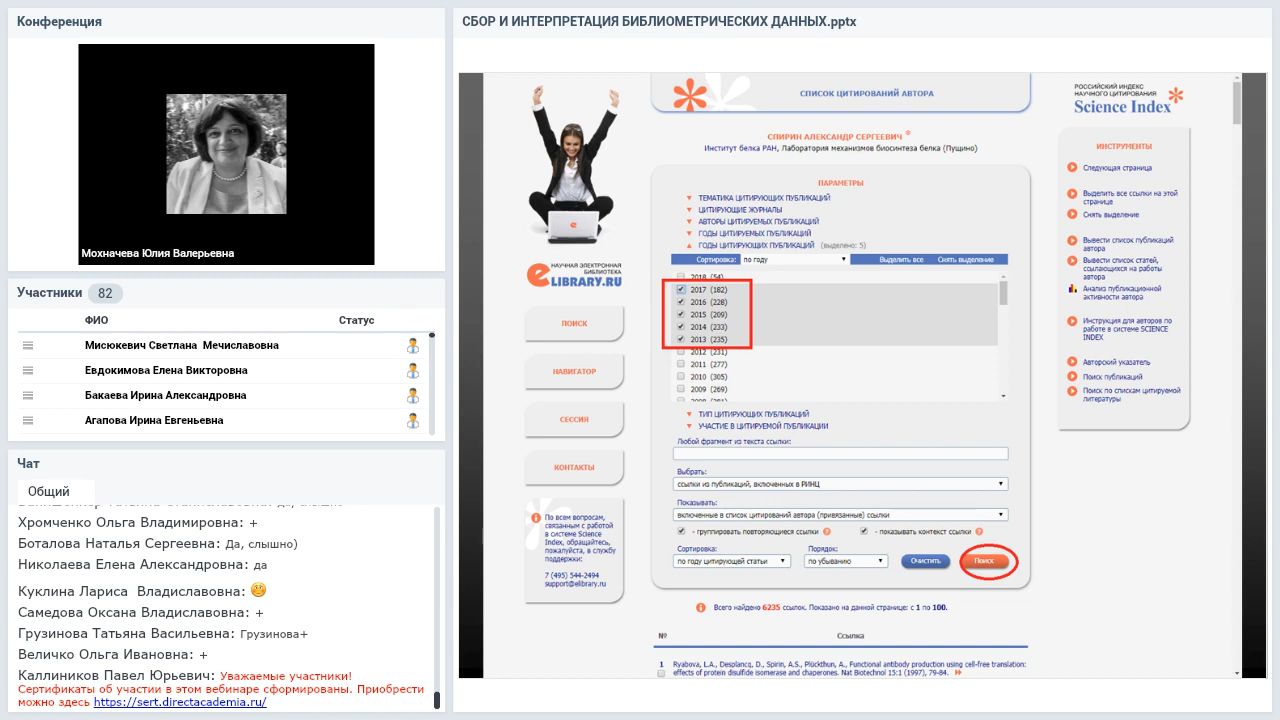 Конференция
Мохначева Юлия Валерьевна
Участники 82
ФИО Статус
Мисюкевич Светлана Мечиславовна
Евдокимова Елена Викторовна
Бакаева Ирина Александровна
Агапова Ирина Евгеньевна
Чат
Общий
Хромченко Ольга Владимировна: +
Боталова Наталья Сергеевна: Да, слышно)
Николаева Елена Александровна: да
Куклина Лариса Владиславовна:
Самедова Оксана Владиславовна: +
Грузинова Татьяна Васильевна: Грузинова+
Величко Ольга Ивановна: +
Калинников Павел Юрьевич: Уважаемые участники!
Сертификаты об участии в этом вебинаре сформированы. Приобрести
можно здесь https://sert.directacademia.ru/
СБОР И ИНТЕРПРЕТАЦИЯ БИБЛИОМЕТРИЧЕСКИХ ДАННЫХ.pptx
НАУЧНАЯ ЭЛЕКТРОННАЯ
БИБЛИОТЕКА
eLIBRARY.RU
ПОИСК
НАВИГАТОР
СЕССИЯ
КОНТАКТЫ
По всем вопросам,
связанным с работой
в системе Science
Index, обращайтесь,
пожалуйста, в службу
поддержки:
7 (495) 544-2494
support@elibrary.ru
СПИСОК ЦИТИРОВАНИЙ АВТОРА
СПИРИН АЛЕКСАНДР СЕРГЕЕВИЧ *
Институт белка РАН, Лаборатория механизмов биосинтеза белка (Пущино)
ПАРАМЕТРЫ
ТЕМАТИКА ЦИТИРУЮЩИХ ПУБЛИКАЦИЙ
ЦИТИРУЮЩИЕ ЖУРНАЛЫ
АВТОРЫ ЦИТИРУЕМЫХ ПУБЛИКАЦИЙ
ГОДЫ ЦИТИРУЕМЫХ ПУБЛИКАЦИЙ
ГОДЫ ЦИТИРУЮЩИХ ПУБЛИКАЦИЙ (выделено: 5)
Сортировка: по году Выделить все Снять выделение
2018 (54)
2017 (182)
2016 (228)
2015 (209)
2014 (233)
2013 (235)
2012 (231)
2011 (277)
2010 (305)
2009 (269)
ТИП ЦИТИРУЮЩИХ ПУБЛИКАЦИЙ
УЧАСТИЕ В ЦИТИРУЕМОЙ ПУБЛИКАЦИИ
Любой фрагмент из текста ссылки:
Выбрать:
ссылки из публикаций, включенных в РИНЦ
Показывать:
включенные в список цитирований автора (привязанные) ссылки
- группировать повторяющиеся ссылки - показывать контекст ссылки
Сортировка: Порядок:
по году цитирующей статьи по убыванию Очистить Поиск
Всего найдено 6235 ссылок. Показано на данной странице: с 1 по 100.
№ Ссылка
1 Ryabova, L.A., Desplancq, D., Spirin, A.S., Plückthun, A., Functional antibody production using cell-free translation:
effects of protein disulfide isomerase and chaperones. Nat Biotechnol 15:1 (1997), 79-84.
РОССИЙСКИЙ ИНДЕКС
НАУЧНОГО ЦИТИРОВАНИЯ
Science Index
ИНСТРУМЕНТЫ
Следующая страница
Выделить все ссылки на этой
странице
Снять выделение
Вывести список публикаций
автора
Вывести список статей,
ссылающихся на работы
автора
Анализ публикационной
активности автора
Инструкция для авторов по
работе в системе SCIENCE
INDEX
Авторский указатель
Поиск публикаций
Поиск по спискам цитируемой
литературы